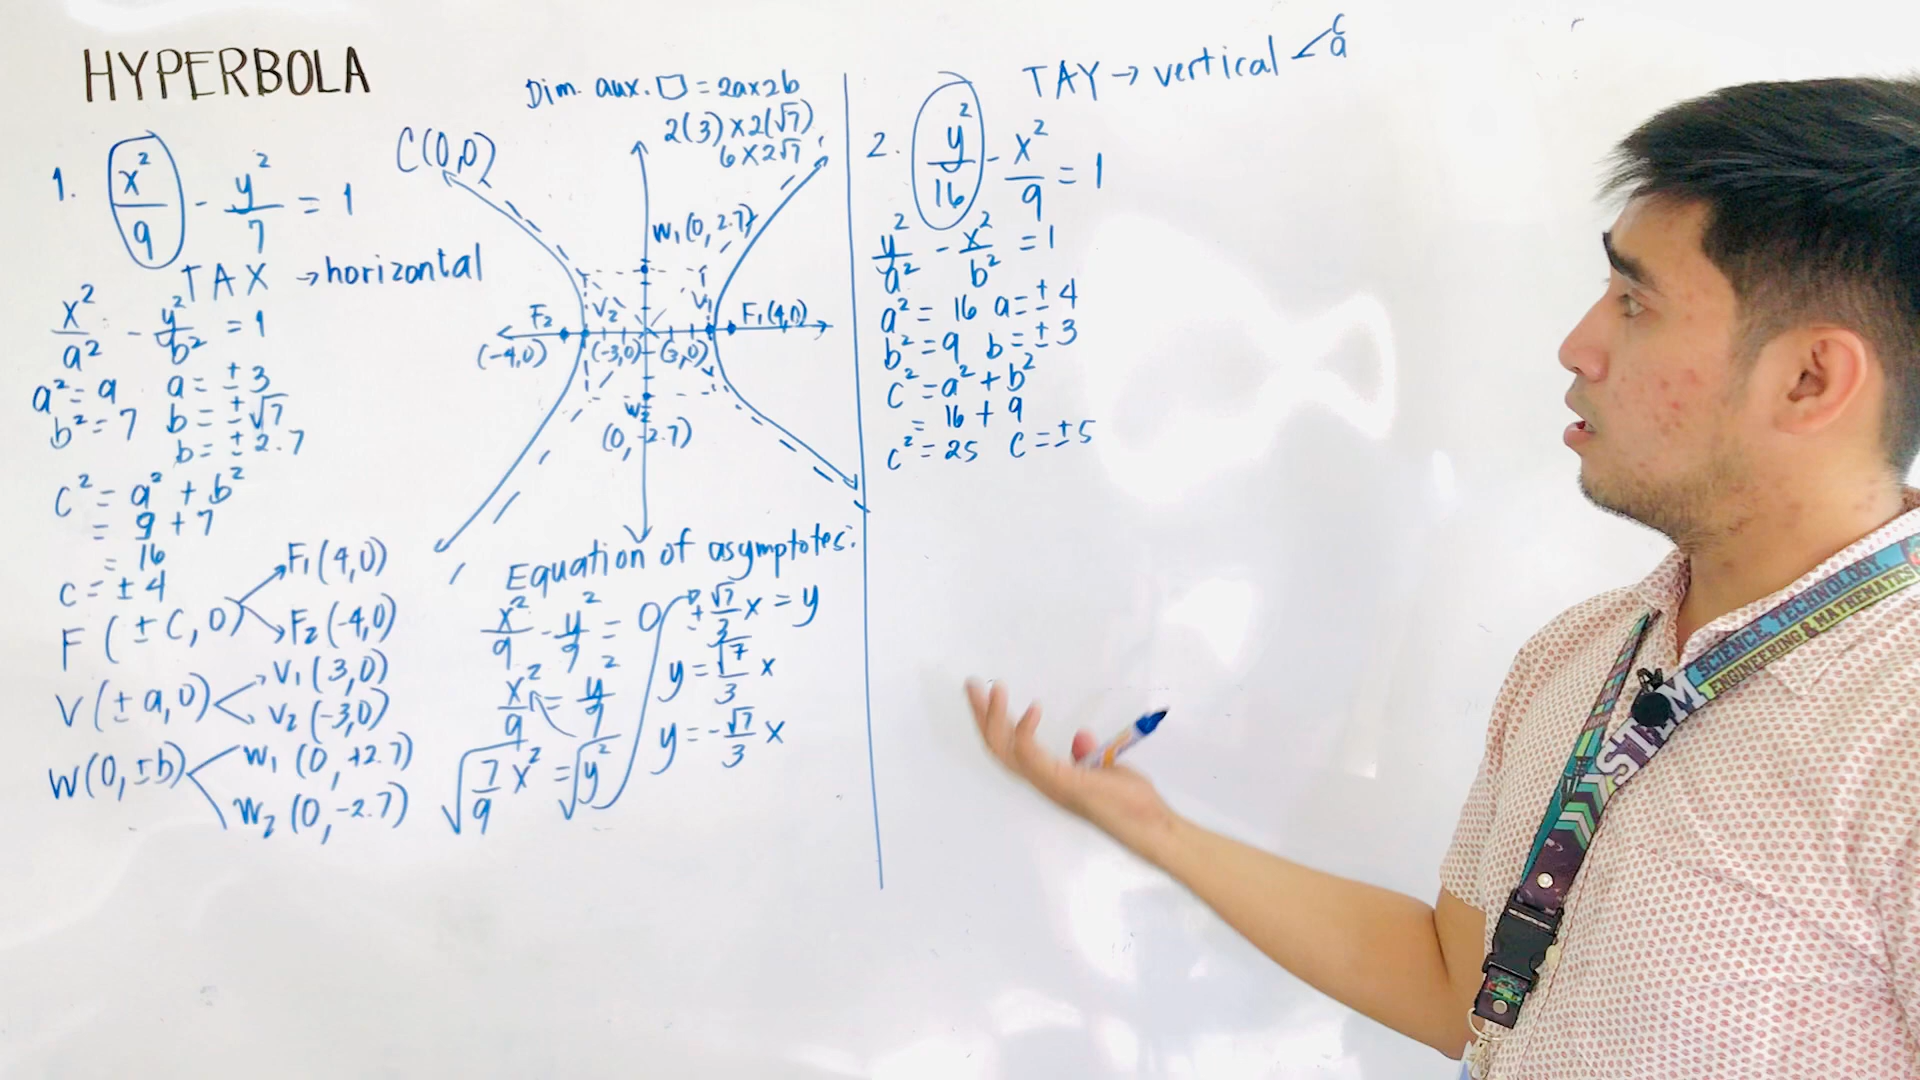 HYPERBOLA
1. x²/9 - y²/7 = 1
TAX → horizontal
x²/a² - y²/b² = 1
a² = 9 a = ± 3
b² = 7 b = ± √7
b = ± 2.7
c² = a² + b²
= 9 + 7
= 16
c = ± 4
F (± C, 0) F₁ (4,0)
F₂ (-4,0)
V (± a, 0) V₁ (3,0)
V₂ (-3,0)
W (0, ± b) W₁ (0, +2.7)
W₂ (0, -2.7)
C(0,0)
Dim. aux. □ = 2a x 2b
2(3) x 2(√7)
6 x 2√7
W₁ (0, 2.7)
V₂ V₁
F₂ F₁ (4,0)
(-4,0) (-3,0) (3,0)
W₂
(0, -2.7)
Equation of asymptotes:
x²/9 - y²/7 = 0
x²/9 = y²/7
√7/9 x² = √y²
± √7/3 x = y
y = √7/3 x
y = - √7/3 x
TAY → vertical < c
a
2. y²/16 - x²/9 = 1
y²/a² - x²/b² = 1
a² = 16 a = ± 4
b² = 9 b = ± 3
c² = a² + b²
= 16 + 9
c² = 25 c = ± 5
SCIENCE, TECHNOLOGY,
ENGINEERING & MATHEMATICS
STEM